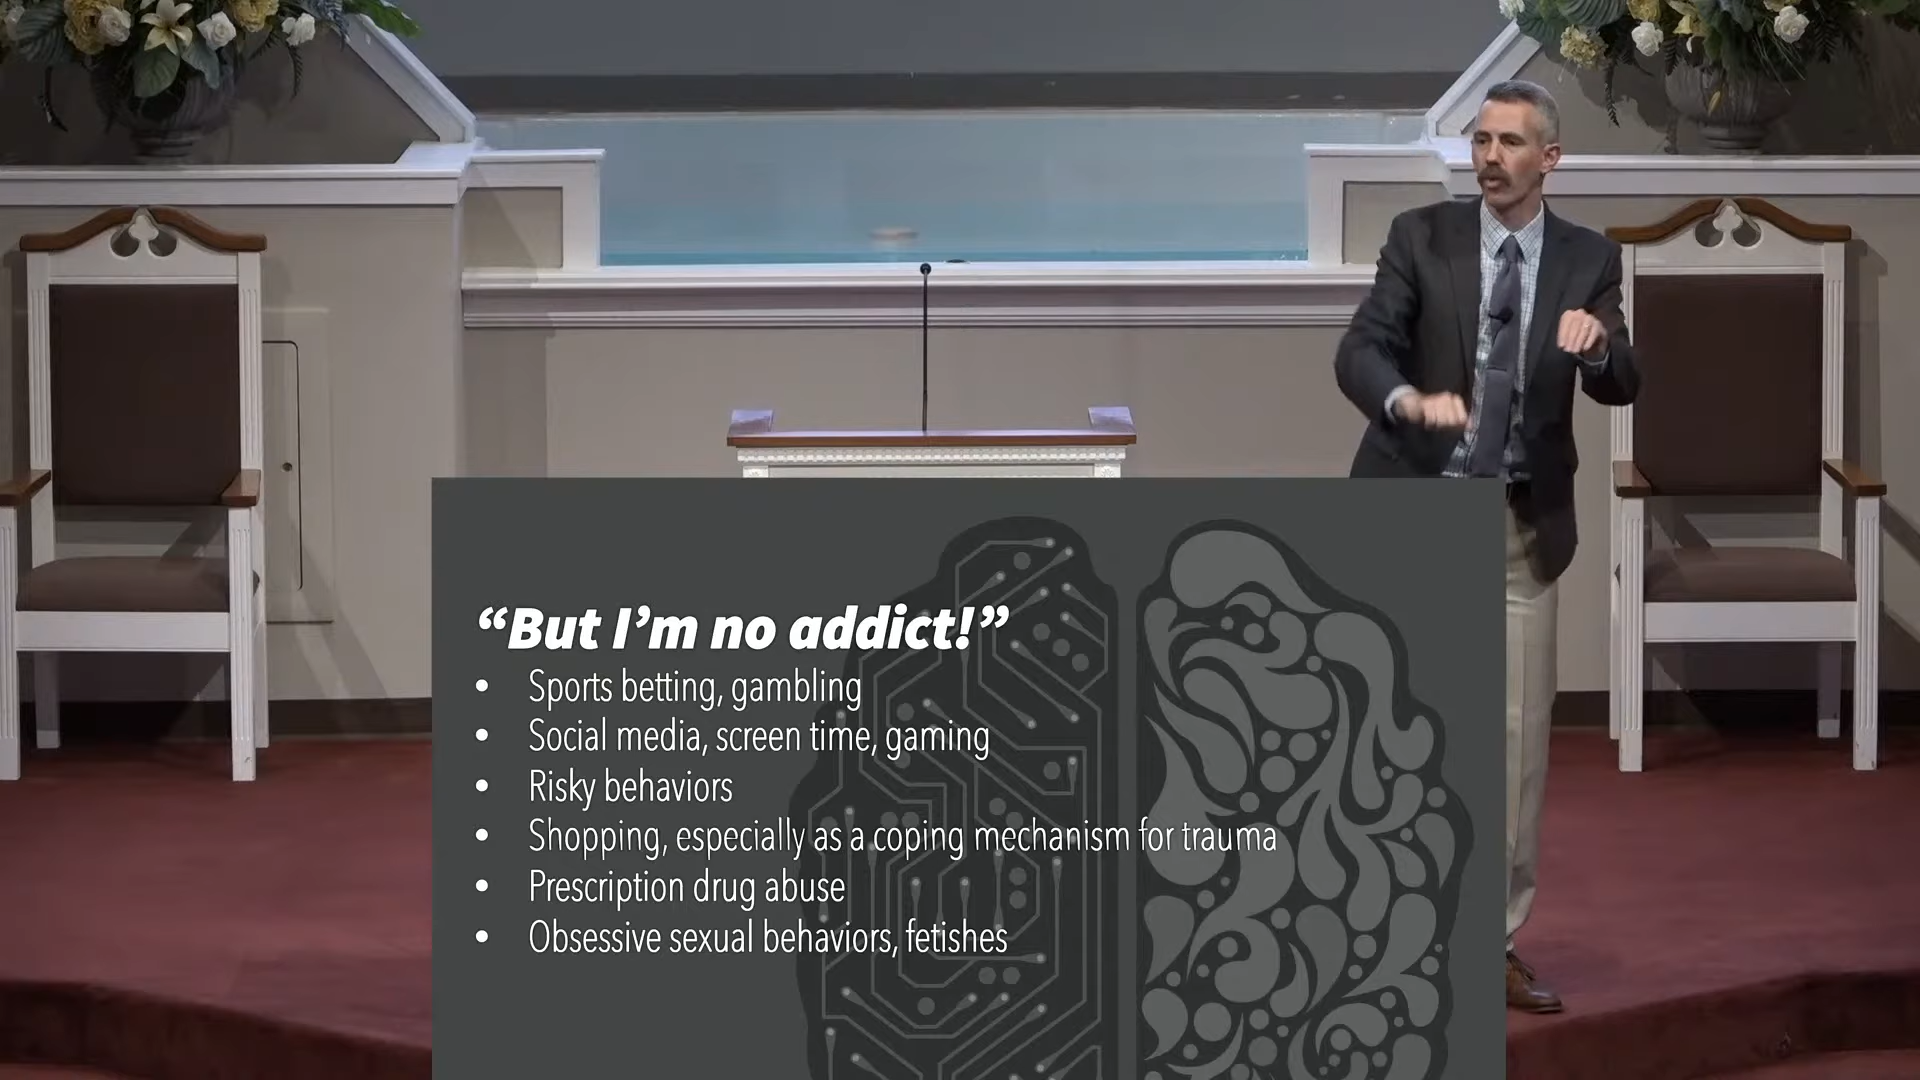 “But I’m no addict!”
• Sports betting, gambling
• Social media, screen time, gaming
• Risky behaviors
• Shopping, especially as a coping mechanism for trauma
• Prescription drug abuse
• Obsessive sexual behaviors, fetishes